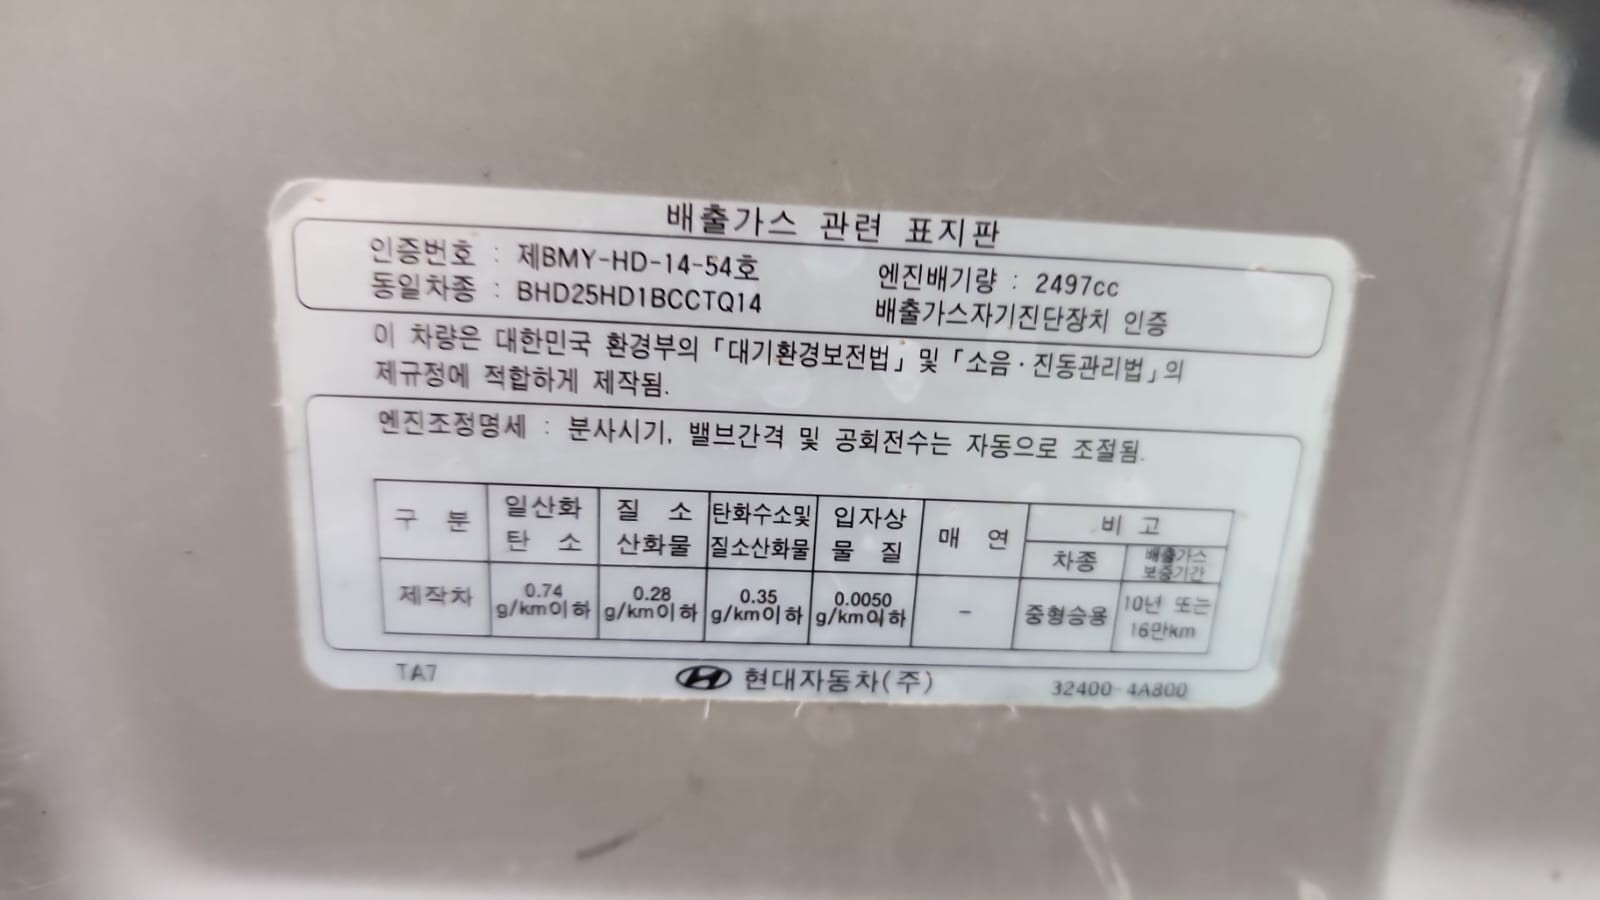 배출가스 관련 표지판
인증번호 : 제BMY-HD-14-54호
엔진배기량 : 2497cc
동일차종 : BHD25HD1BCCTQ14
배출가스자기진단장치 인증
이 차량은 대한민국 환경부의 「대기환경보전법」 및 「소음·진동관리법」의
제규정에 적합하게 제작됨.
엔진조정명세 : 분사시기, 밸브간격 및 공회전수는 자동으로 조절됨.
구 분 일산화 탄 소 질 소 산화물 탄화수소및 질소산화물 입자상 물 질 매 연 비 고
차종 배출가스 보증기간
제작차 0.74 g/km이하 0.28 g/km이하 0.35 g/km이하 0.0050 g/km이하 - 중형승용 10년 또는 16만km
TA7 현대자동차(주) 32400-4A800